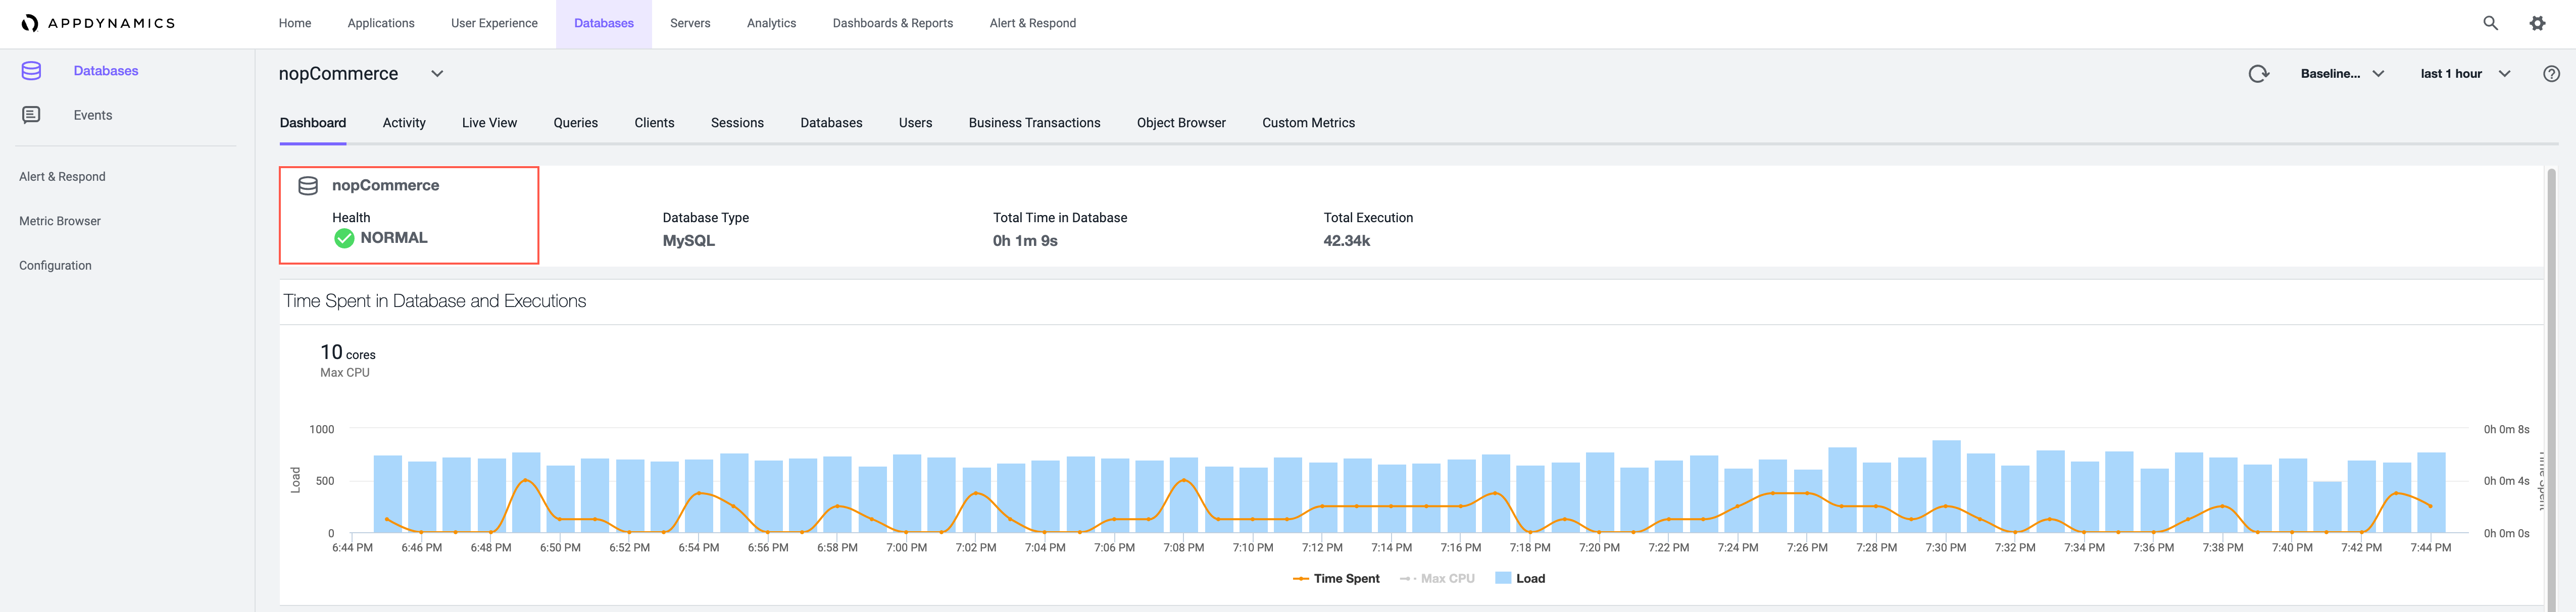 APPDYNAMICS Home Applications User Experience Databases Servers Analytics Dashboards & Reports Alert & Respond
Databases
Events
Alert & Respond
Metric Browser
Configuration
nopCommerce Baseline... last 1 hour ?
Dashboard Activity Live View Queries Clients Sessions Databases Users Business Transactions Object Browser Custom Metrics
nopCommerce
Health Database Type Total Time in Database Total Execution
NORMAL MySQL 0h 1m 9s 42.34k
Time Spent in Database and Executions
10 cores
Max CPU
1000 0h 0m 8s
Load
500 0h 0m 4s
Time Spent
0 0h 0m 0s
6:44 PM 6:46 PM 6:48 PM 6:50 PM 6:52 PM 6:54 PM 6:56 PM 6:58 PM 7:00 PM 7:02 PM 7:04 PM 7:06 PM 7:08 PM 7:10 PM 7:12 PM 7:14 PM 7:16 PM 7:18 PM 7:20 PM 7:22 PM 7:24 PM 7:26 PM 7:28 PM 7:30 PM 7:32 PM 7:34 PM 7:36 PM 7:38 PM 7:40 PM 7:42 PM 7:44 PM
Time Spent Max CPU Load